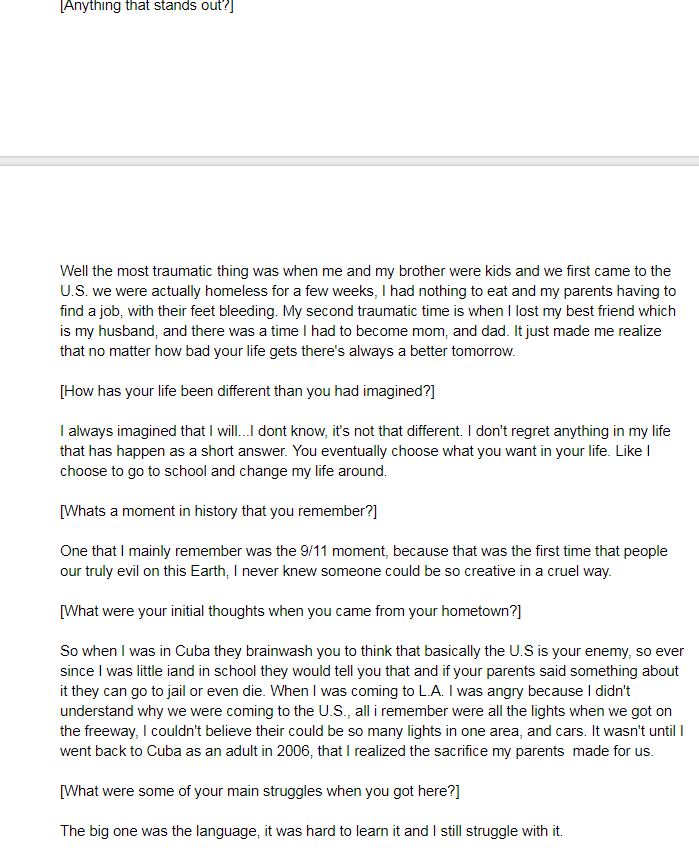 [Anything that stands out?]
Well the most traumatic thing was when me and my brother were kids and we first came to the
U.S. we were actually homeless for a few weeks, I had nothing to eat and my parents having to
find a job, with their feet bleeding. My second traumatic time is when I lost my best friend which
is my husband, and there was a time I had to become mom, and dad. It just made me realize
that no matter how bad your life gets there's always a better tomorrow.
[How has your life been different than you had imagined?]
I always imagined that I will...I dont know, it's not that different. I don't regret anything in my life
that has happen as a short answer. You eventually choose what you want in your life. Like I
choose to go to school and change my life around.
[Whats a moment in history that you remember?]
One that I mainly remember was the 9/11 moment, because that was the first time that people
our truly evil on this Earth, I never knew someone could be so creative in a cruel way.
[What were your initial thoughts when you came from your hometown?]
So when I was in Cuba they brainwash you to think that basically the U.S is your enemy, so ever
since I was little iand in school they would tell you that and if your parents said something about
it they can go to jail or even die. When I was coming to L.A. I was angry because I didn't
understand why we were coming to the U.S., all i remember were all the lights when we got on
the freeway, I couldn't believe their could be so many lights in one area, and cars. It wasn't until I
went back to Cuba as an adult in 2006, that I realized the sacrifice my parents  made for us.
[What were some of your main struggles when you got here?]
The big one was the language, it was hard to learn it and I still struggle with it.